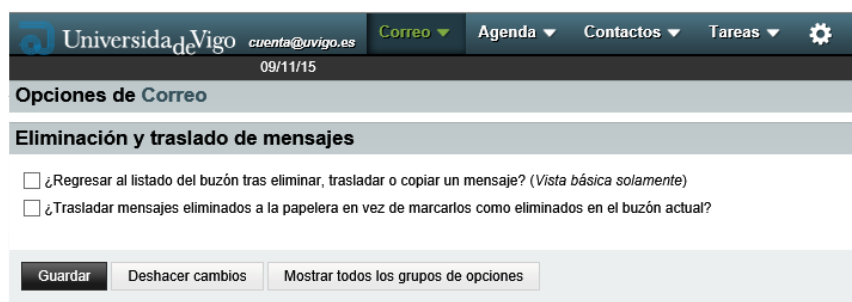 UniversidadeVigo cuenta@uvigo.es Correo Agenda Contactos Tareas
09/11/15
Opciones de Correo
Eliminación y traslado de mensajes
¿Regresar al listado del buzón tras eliminar, trasladar o copiar un mensaje? (Vista básica solamente)
¿Trasladar mensajes eliminados a la papelera en vez de marcarlos como eliminados en el buzón actual?
Guardar Deshacer cambios Mostrar todos los grupos de opciones